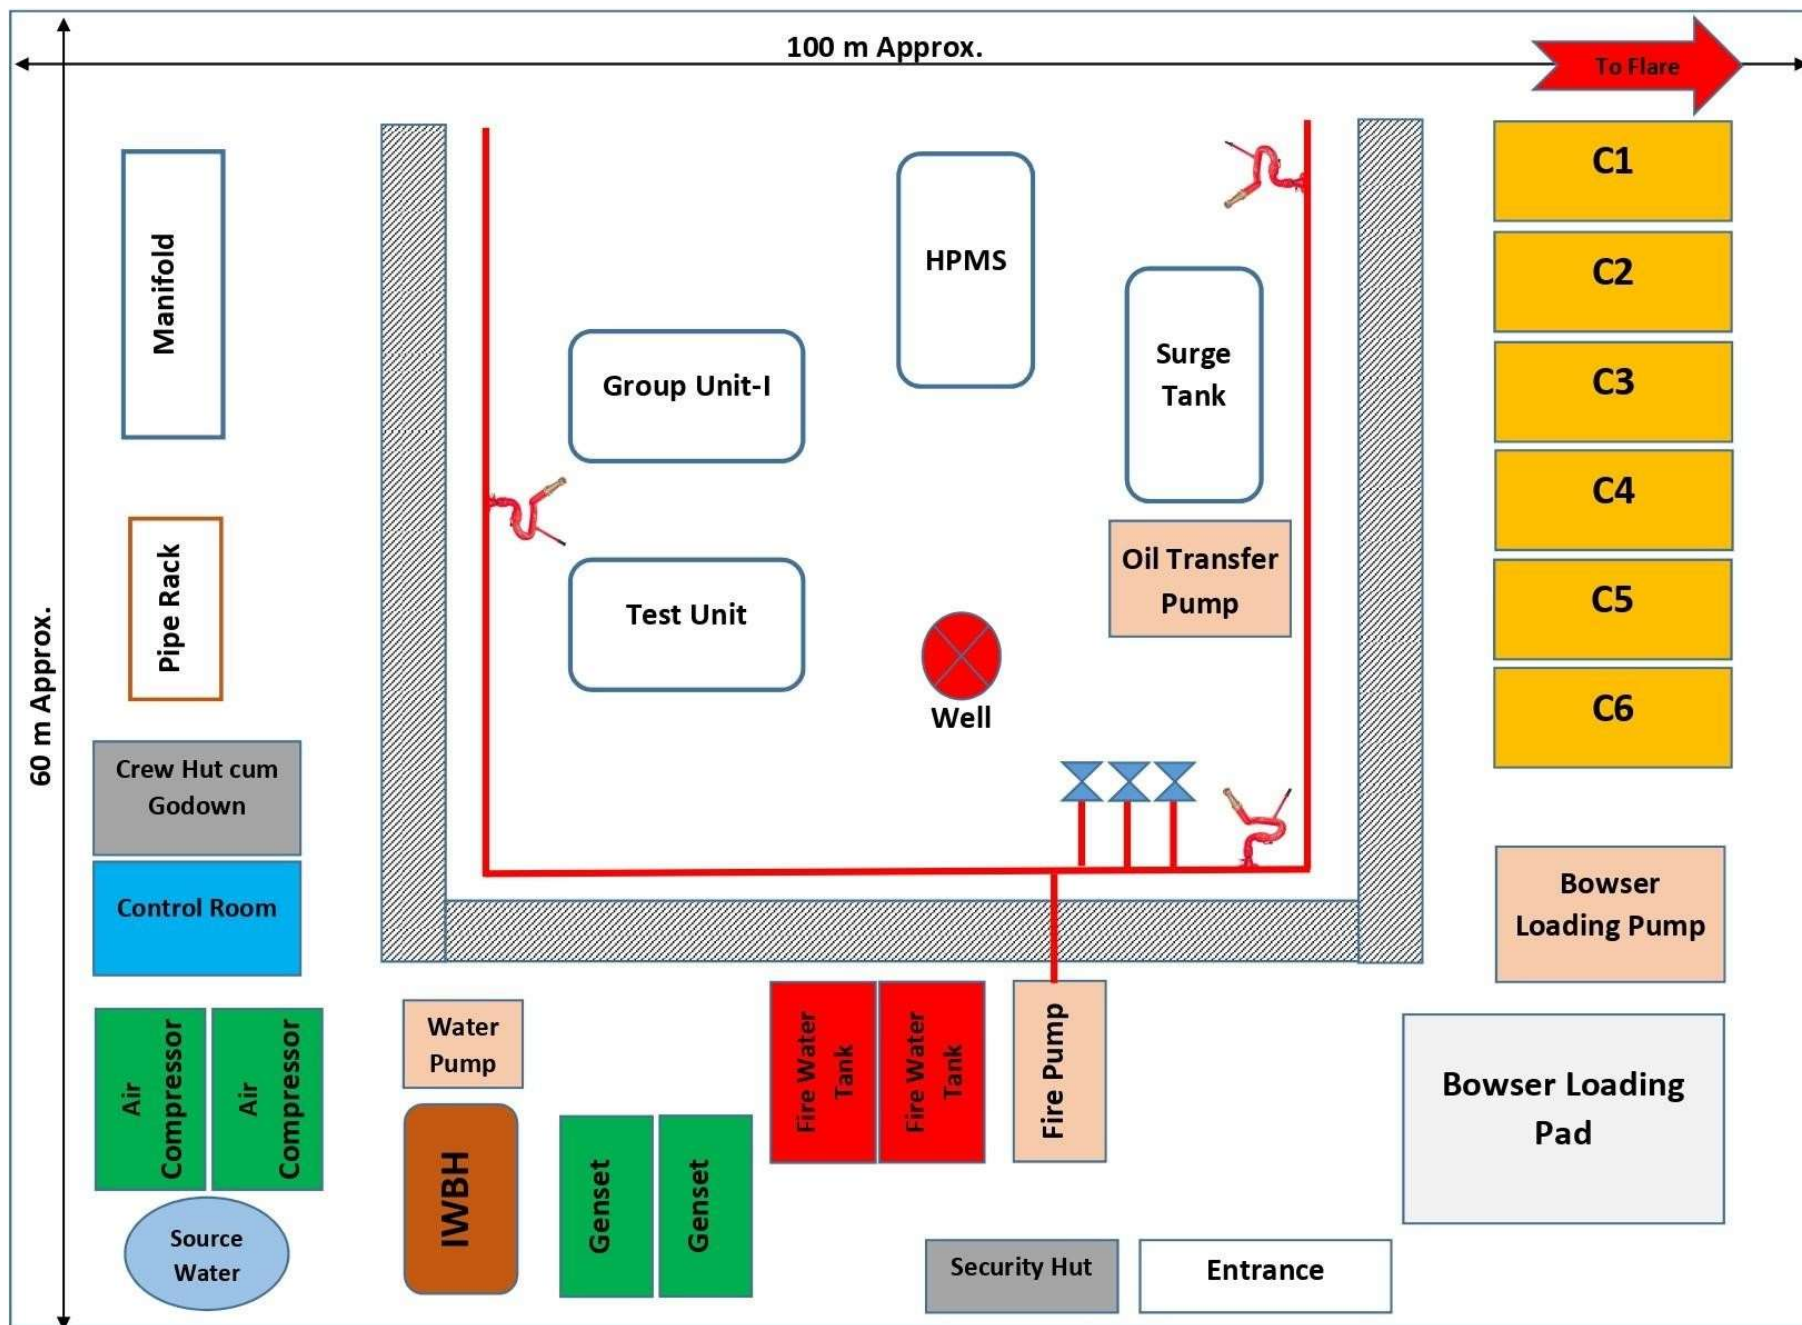 100 m Approx.
To Flare
60 m Approx.
Manifold
HPMS
C1
C2
Group Unit-I
Surge
Tank
C3
C4
Pipe Rack
Test Unit
Oil Transfer
Pump
C5
Well
C6
Crew Hut cum
Godown
Control Room
Bowser
Loading Pump
Air
Compressor
Air
Compressor
Water
Pump
Fire Water
Tank
Fire Water
Tank
Fire Pump
Bowser Loading
Pad
IWBH
Genset
Genset
Source
Water
Security Hut
Entrance